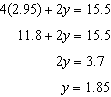 4(2.95) + 2y = 15.5
11.8 + 2y = 15.5
2y = 3.7
y = 1.85